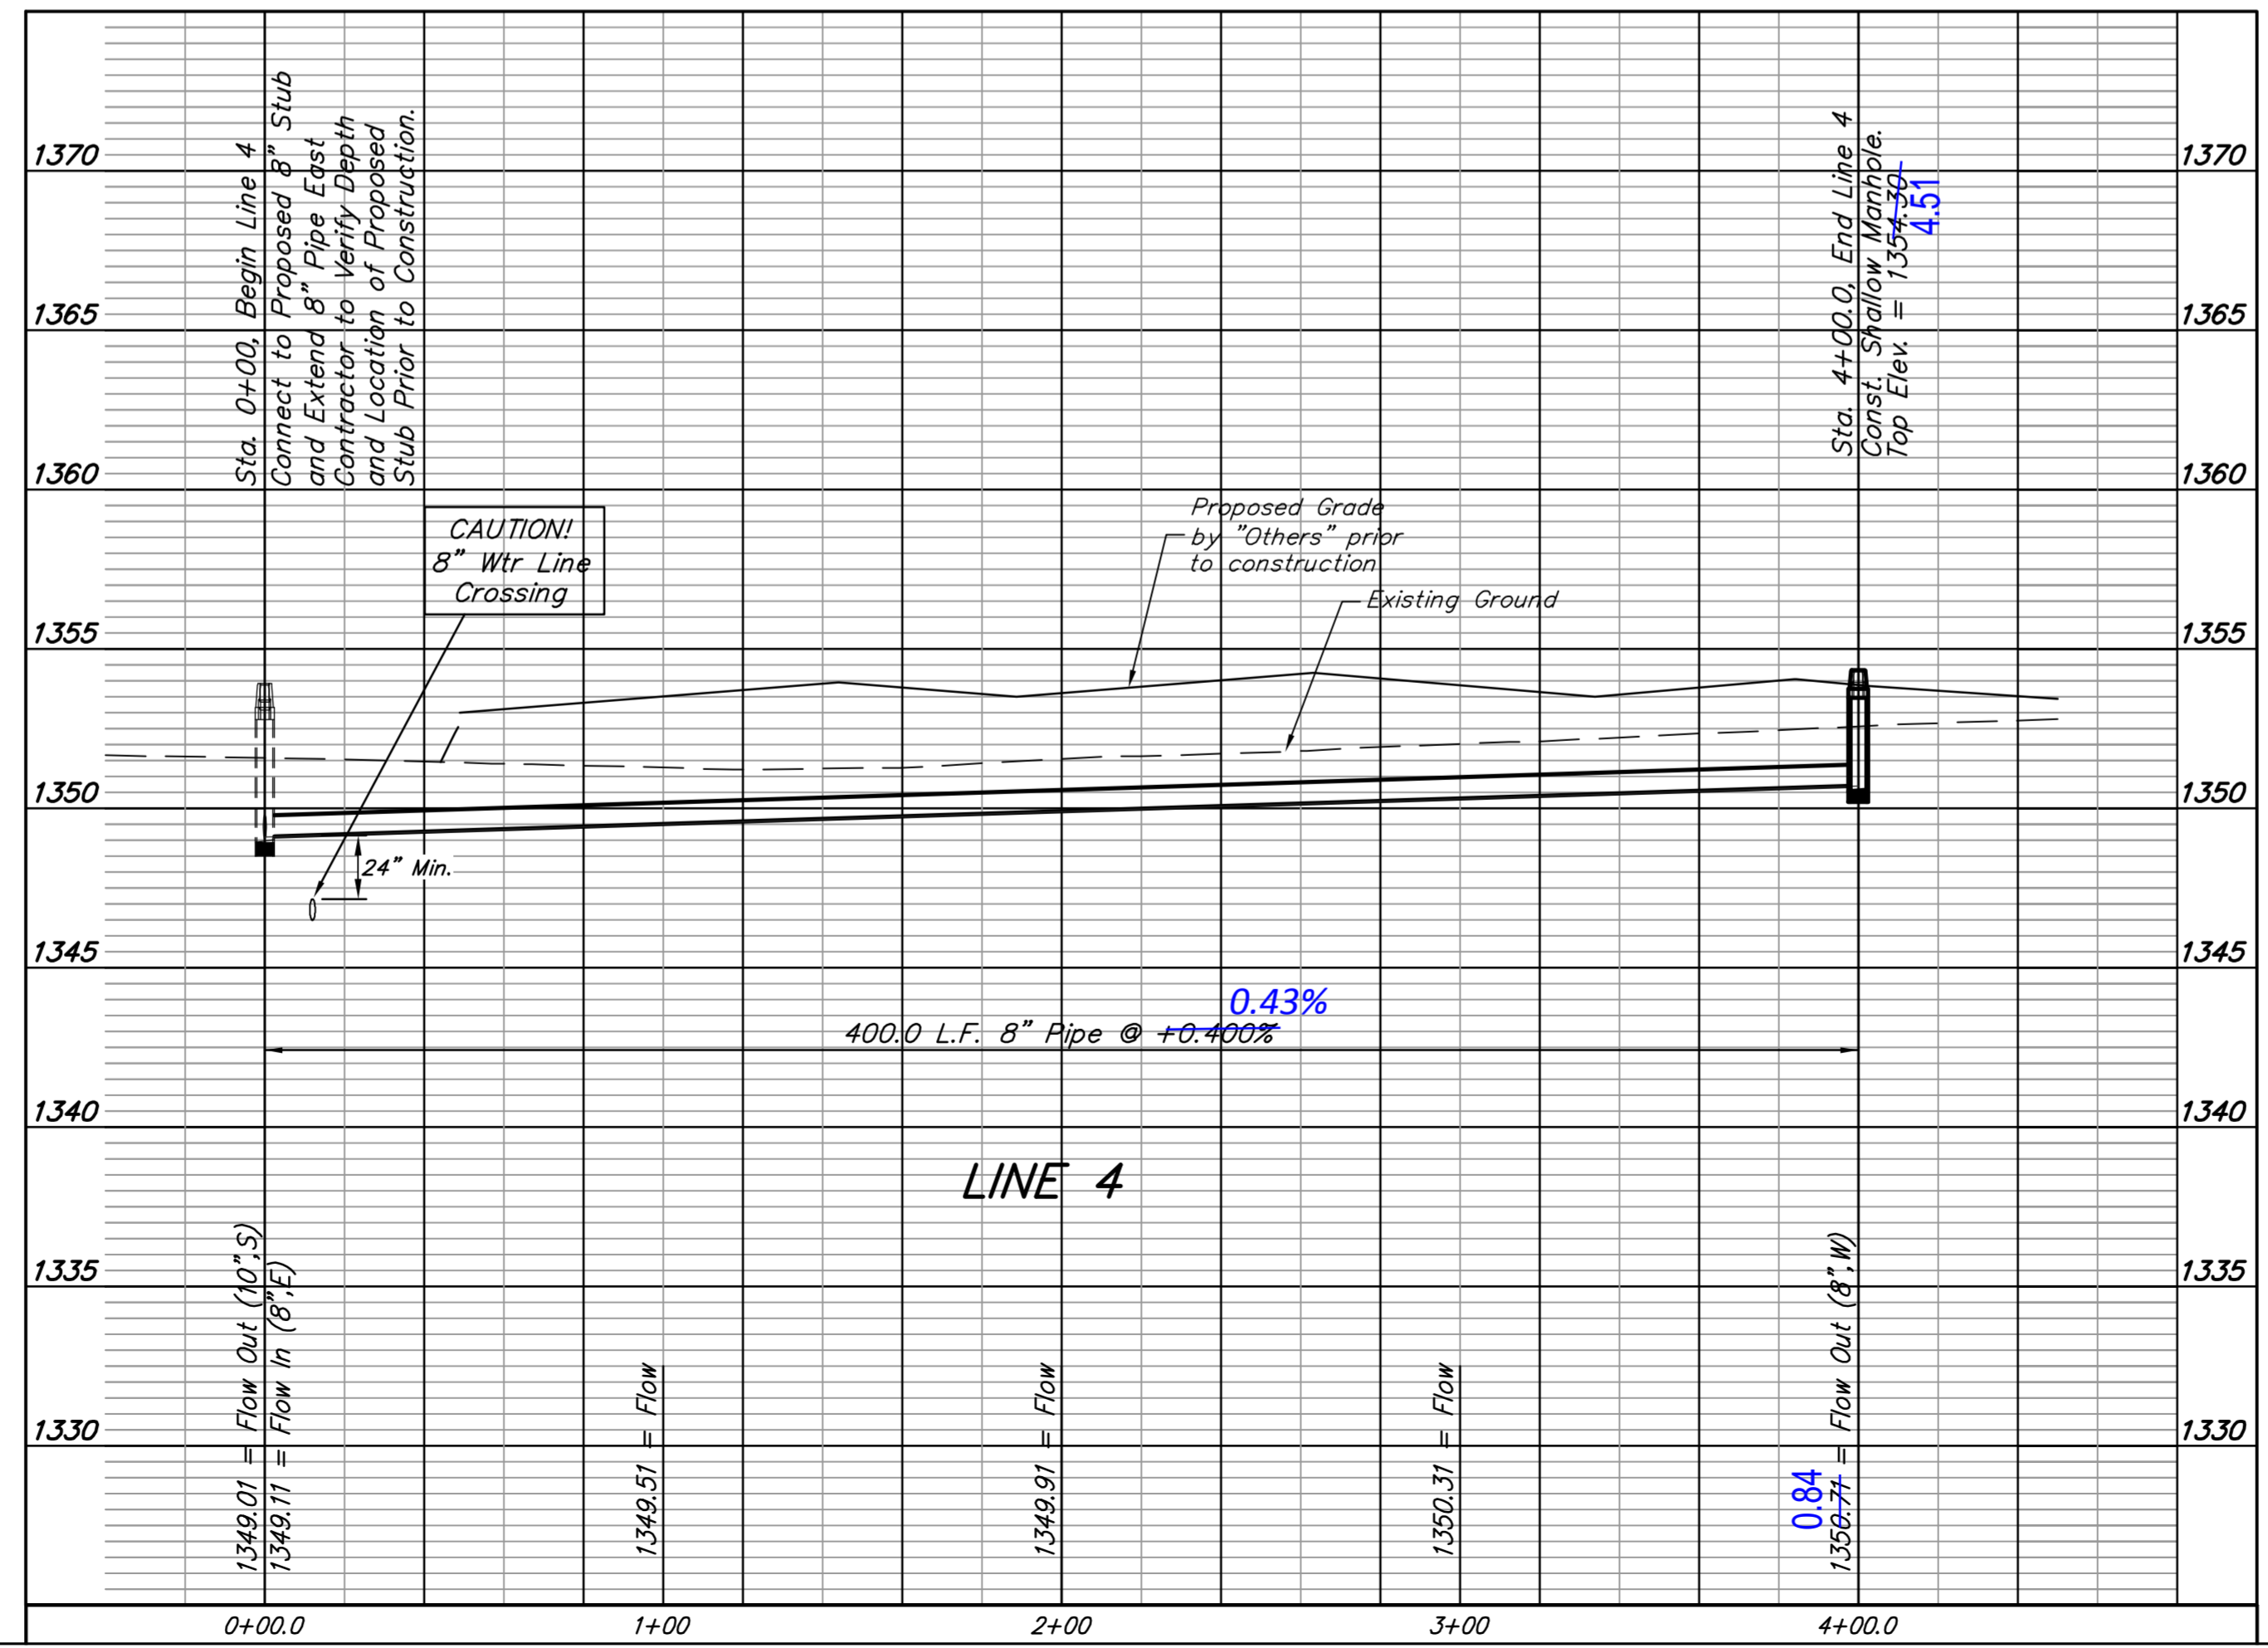 Sta. 0+00, Begin Line 4
Connect to Proposed 8" Stub
and Extend 8" Pipe East
Contractor to Verify Depth
and Location of Proposed
Stub Prior to Construction.
Sta. 4+00.0, End Line 4
Const. Shallow Manhole.
Top Elev. = 1354.30
4.51
1370
1370
1365
1365
1360
1360
CAUTION!
8" Wtr Line
Crossing
Proposed Grade
by "Others" prior
to construction
Existing Ground
1355
1355
1350
1350
24" Min.
1345
1345
0.43%
400.0 L.F. 8" Pipe @ +0.400%
1340
1340
LINE 4
1335
1335
1330
1330
1349.01 = Flow Out (10",S)
1349.11 = Flow In (8",E)
1349.51 = Flow
1349.91 = Flow
1350.31 = Flow
0.84
1350.71 = Flow Out (8",W)
0+00.0
1+00
2+00
3+00
4+00.0